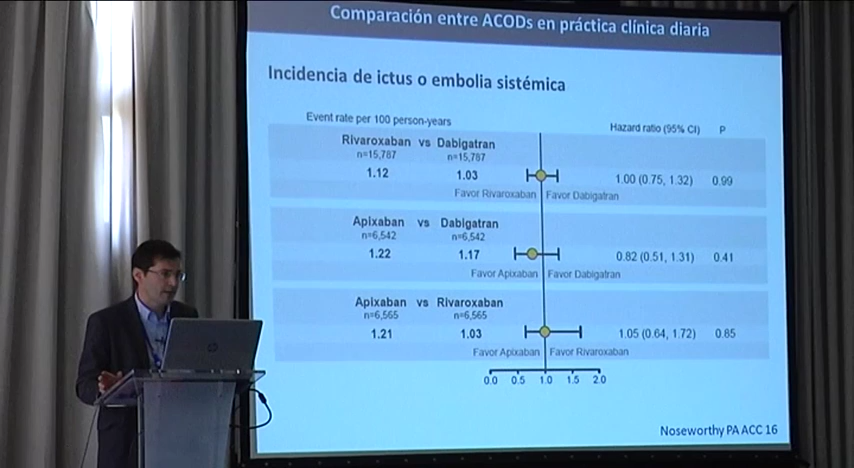 Comparación entre ACODs en práctica clínica diaria
Incidencia de ictus o embolia sistémica
Event rate per 100 person-years
Hazard ratio (95% CI) P
Rivaroxaban vs Dabigatran
n=15,787 n=15,787
1.12 1.03 1.00 (0.75, 1.32) 0.99
Favor Rivaroxaban Favor Dabigatran
Apixaban vs Dabigatran
n=6,542 n=6,542
1.22 1.17 0.82 (0.51, 1.31) 0.41
Favor Apixaban Favor Dabigatran
Apixaban vs Rivaroxaban
n=6,565 n=6,565
1.21 1.03 1.05 (0.64, 1.72) 0.85
Favor Apixaban Favor Rivaroxaban
0.0 0.5 1.0 1.5 2.0
Noseworthy PA ACC 16
hp